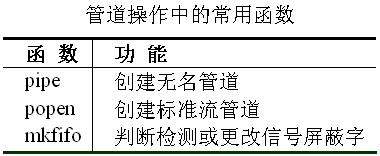 管道操作中的常用函数
函 数 功 能
pipe 创建无名管道
popen 创建标准流管道
mkfifo 判断检测或更改信号屏蔽字